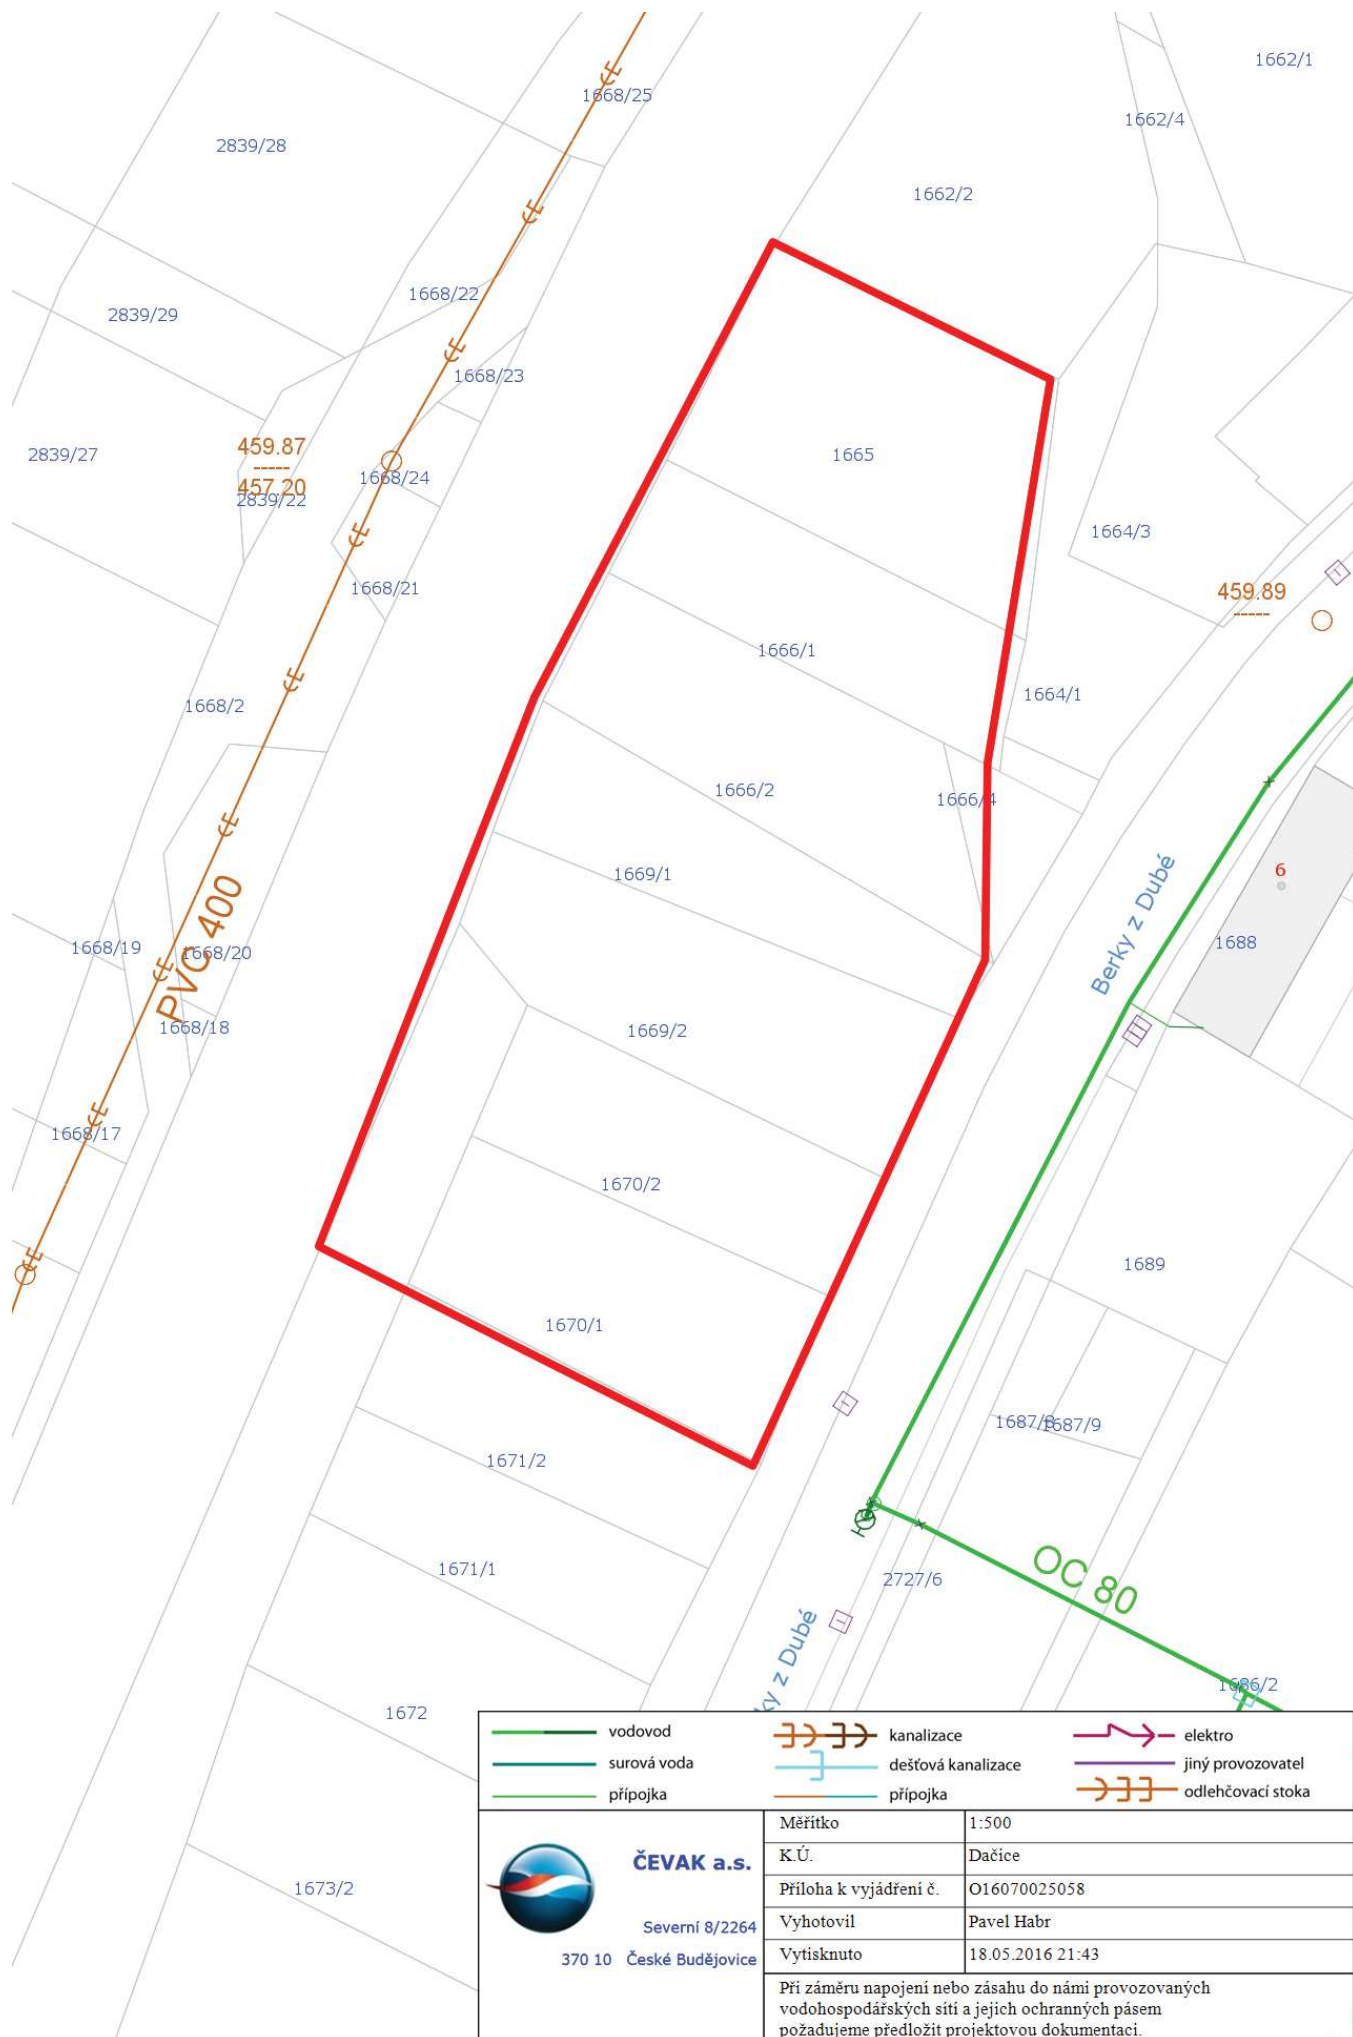 1662/1
1668/25
1662/4
2839/28
1662/2
1668/22
2839/29
1668/23
459.87
-----
457.20
2839/27
1665
1668/24
2839/22
1664/3
1668/21
459.89
-----
1666/1
1664/1
1668/2
1666/2
1666/4
1669/1
6
Berky z Dubé
PVC 400
1668/19
1668/20
1688
1668/18
1669/2
1668/17
1670/2
1689
1670/1
1687/8
1687/9
1671/2
H
OC 80
1671/1
2727/6
ky z Dubé
1686/2
1672
1673/2
vodovod
kanalizace
elektro
surová voda
dešťová kanalizace
jiný provozovatel
přípojka
přípojka
odlehčovací stoka
ČEVAK a.s.
Severní 8/2264
370 10 České Budějovice
Měřítko 1:500
K.Ú. Dačice
Příloha k vyjádření č. O16070025058
Vyhotovil Pavel Habr
Vytisknuto 18.05.2016 21:43
Při záměru napojení nebo zásahu do námi provozovaných
vodohospodářských sítí a jejich ochranných pásem
požadujeme předložit projektovou dokumentaci.